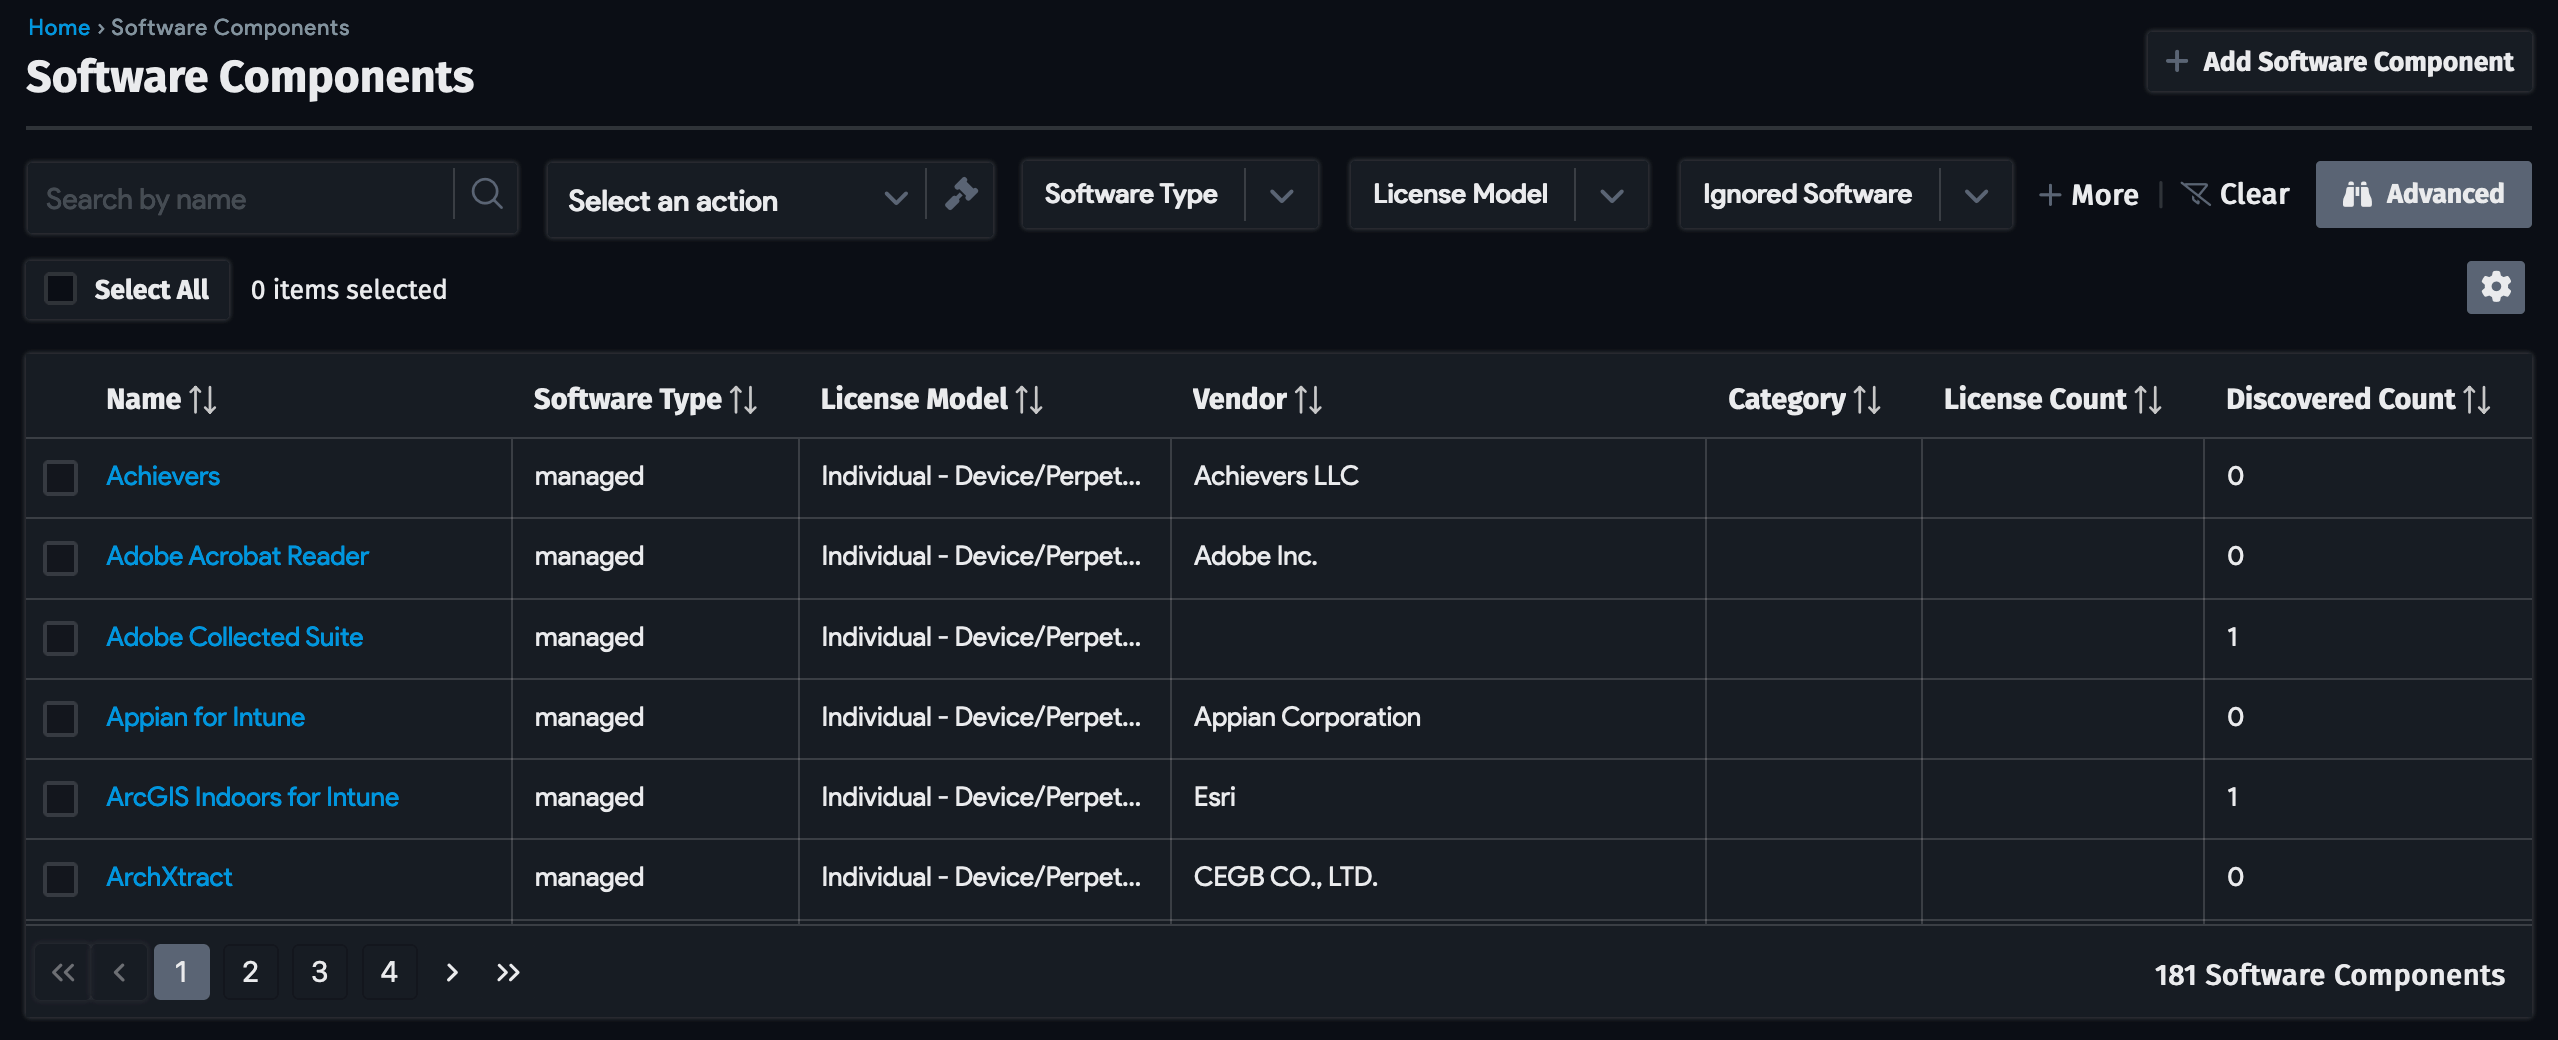 Home › Software Components
Software Components
Add Software Component
Search by name
Select an action
Software Type
License Model
Ignored Software
More
Clear
Advanced
Select All
0 items selected
Name Software Type License Model Vendor Category License Count Discovered Count
Achievers managed Individual - Device/Perpet... Achievers LLC 0
Adobe Acrobat Reader managed Individual - Device/Perpet... Adobe Inc. 0
Adobe Collected Suite managed Individual - Device/Perpet... 1
Appian for Intune managed Individual - Device/Perpet... Appian Corporation 0
ArcGIS Indoors for Intune managed Individual - Device/Perpet... Esri 1
ArchXtract managed Individual - Device/Perpet... CEGB CO., LTD. 0
1 2 3 4
181 Software Components